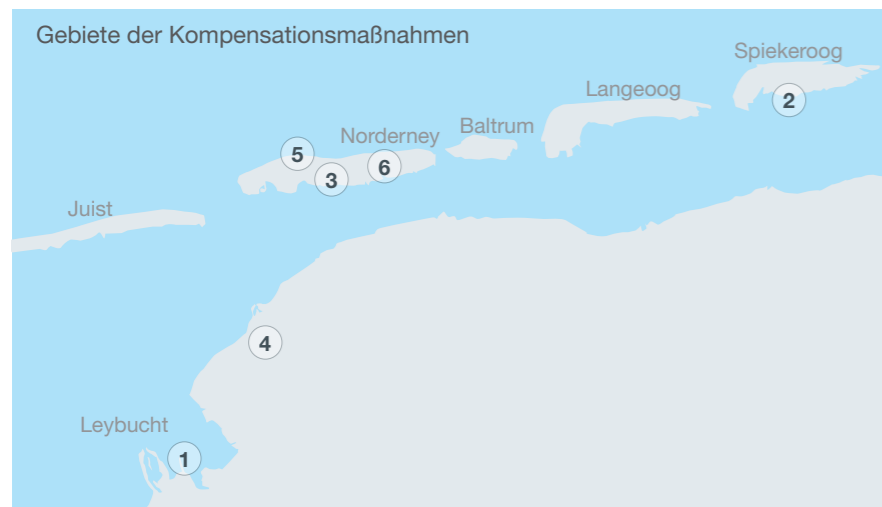 Gebiete der Kompensationsmaßnahmen
Spiekeroog
2
Langeoog
Baltrum
Norderney
5
6
3
Juist
4
Leybucht
1